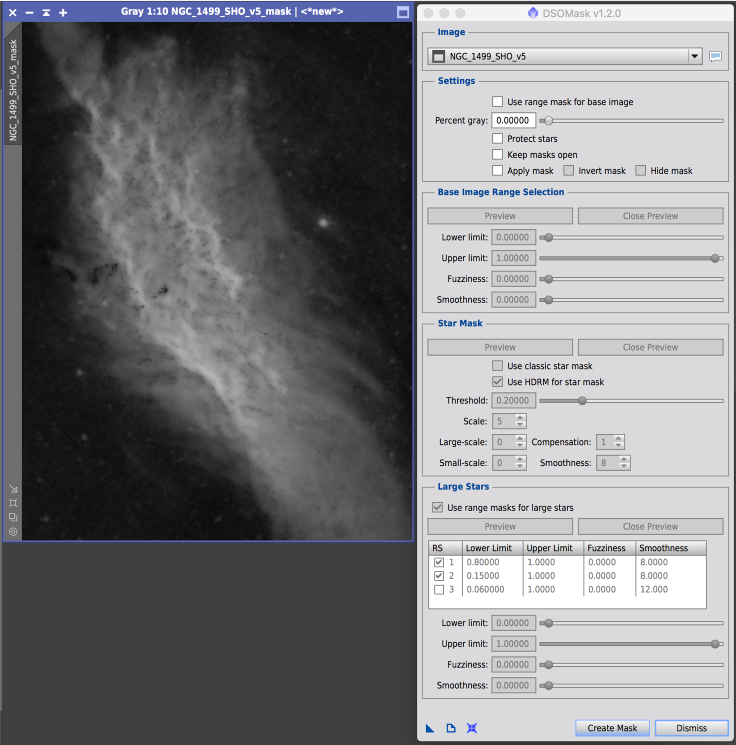 Gray 1:10 NGC_1499_SHO_v5_mask | <*new*>
NGC_1499_SHO_v5_mask
DSOMask v1.2.0
Image
NGC_1499_SHO_v5
Settings
Use range mask for base image
Percent gray: 0.00000
Protect stars
Keep masks open
Apply mask Invert mask Hide mask
Base Image Range Selection
Preview Close Preview
Lower limit: 0.00000
Upper limit: 1.00000
Fuzziness: 0.00000
Smoothness: 0.00000
Star Mask
Preview Close Preview
Use classic star mask
Use HDRM for star mask
Threshold: 0.20000
Scale: 5
Large-scale: 0 Compensation: 1
Small-scale: 0 Smoothness: 8
Large Stars
Use range masks for large stars
Preview Close Preview
RS Lower Limit Upper Limit Fuzziness Smoothness
1 0.80000 1.0000 0.0000 8.0000
2 0.15000 1.0000 0.0000 8.0000
3 0.060000 1.0000 0.0000 12.000
Lower limit: 0.00000
Upper limit: 1.00000
Fuzziness: 0.00000
Smoothness: 0.00000
Create Mask Dismiss